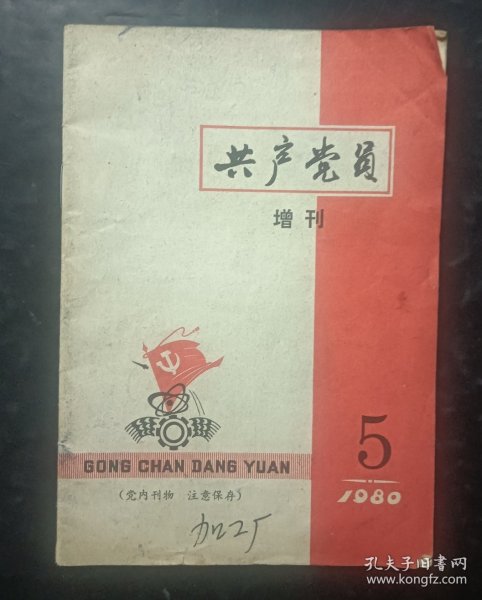 共产党员
增刊
5
1980
GONG CHAN DANG YUAN
（党内刊物 注意保存）
加工厂
孔夫子旧书网
www.kongfz.com